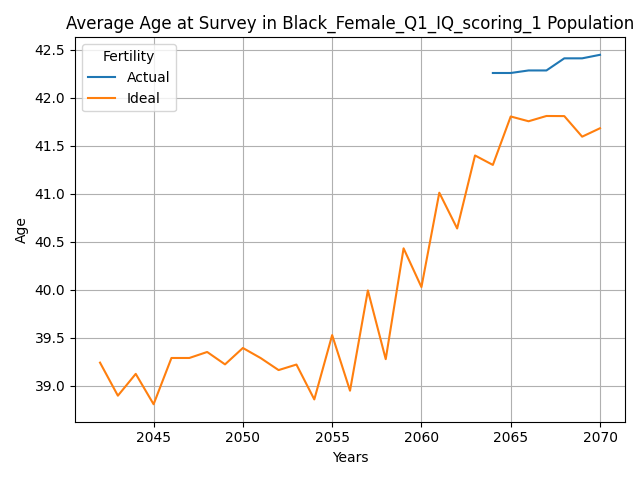 Average Age at Survey in Black_Female_Q1_IQ_scoring_1 Population
Fertility
Actual
Ideal
42.5
42.0
41.5
41.0
40.5
40.0
39.5
39.0
Age
2045
2050
2055
2060
2065
2070
Years